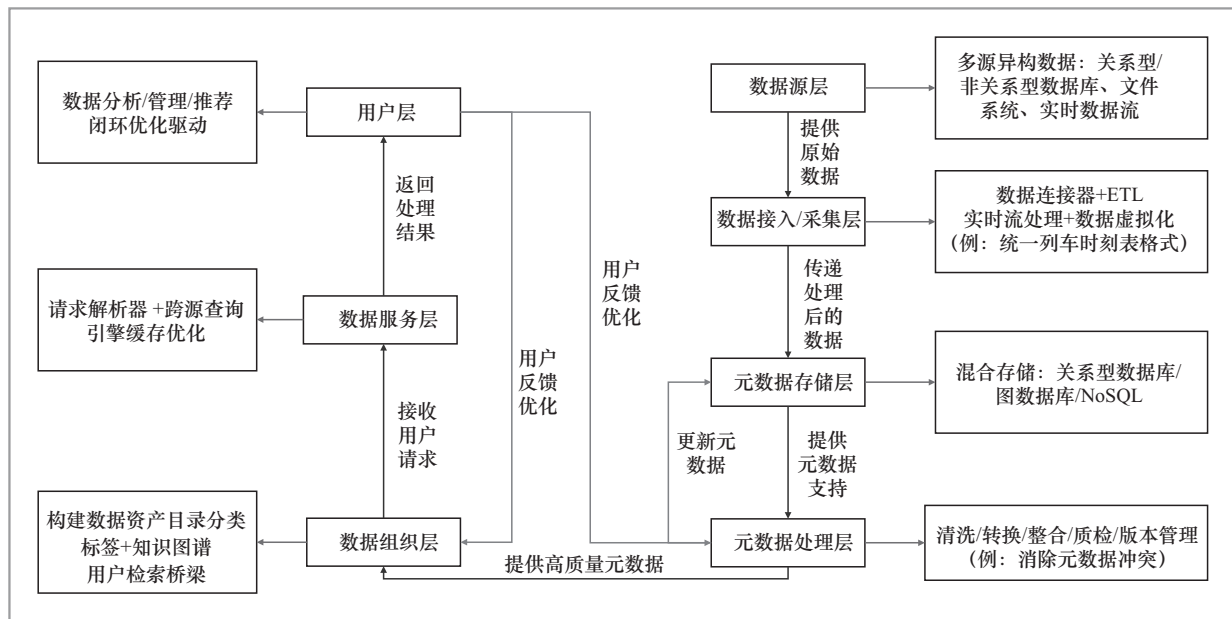 数据分析/管理/推荐
闭环优化驱动
用户层
数据源层
多源异构数据：关系型/
非关系型数据库、文件
系统、实时数据流
提供
原始
数据
返回
处理
结果
数据接入/采集层
数据连接器+ETL
实时流处理+数据虚拟化
（例：统一列车时刻表格式）
用户
反馈
优化
传递
处理
后的
数据
请求解析器 +跨源查询
引擎缓存优化
数据服务层
用户
反馈
优化
元数据存储层
混合存储：关系型数据库/
图数据库/NoSQL
接收
用户
请求
更新元
数据
提供
元数据
支持
构建数据资产目录分类
标签+知识图谱
用户检索桥梁
数据组织层
提供高质量元数据
元数据处理层
清洗/转换/整合/质检/版本管理
（例：消除元数据冲突）